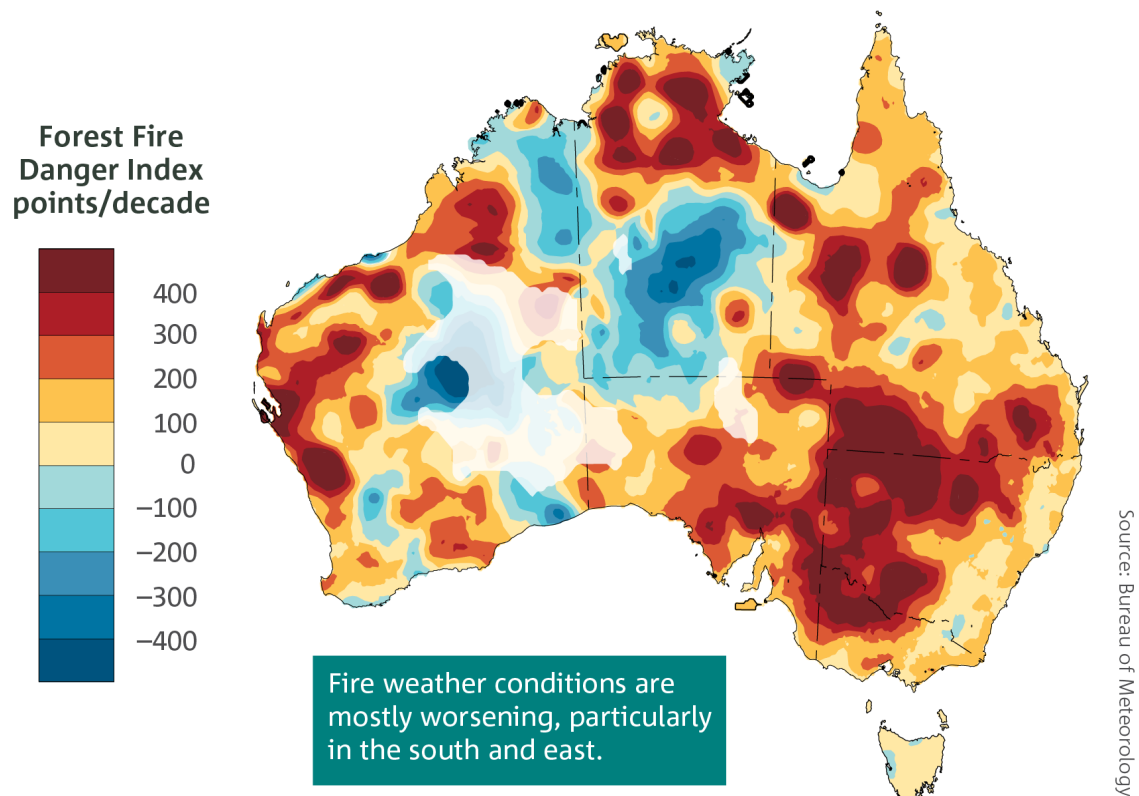 Forest Fire
Danger Index
points/decade
400
300
200
100
0
−100
−200
−300
−400
Fire weather conditions are
mostly worsening, particularly
in the south and east.
Source: Bureau of Meteorology